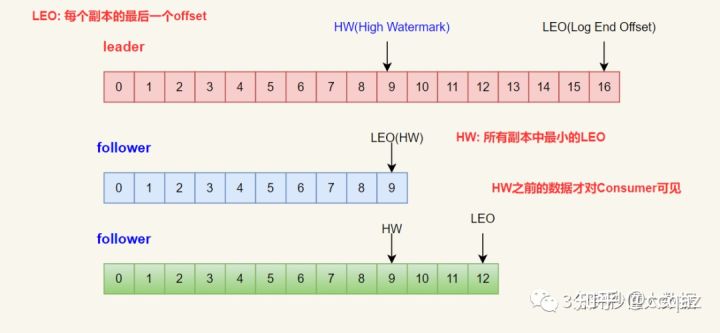 LEO: 每个副本的最后一个offset
HW(High Watermark)
LEO(Log End Offset)
leader
0 1 2 3 4 5 6 7 8 9 10 11 12 13 14 15 16
LEO(HW)
HW: 所有副本中最小的LEO
follower
0 1 2 3 4 5 6 7 8 9
HW之前的数据才对Consumer可见
HW
LEO
follower
0 1 2 3 4 5 6 7 8 9 10 11 12